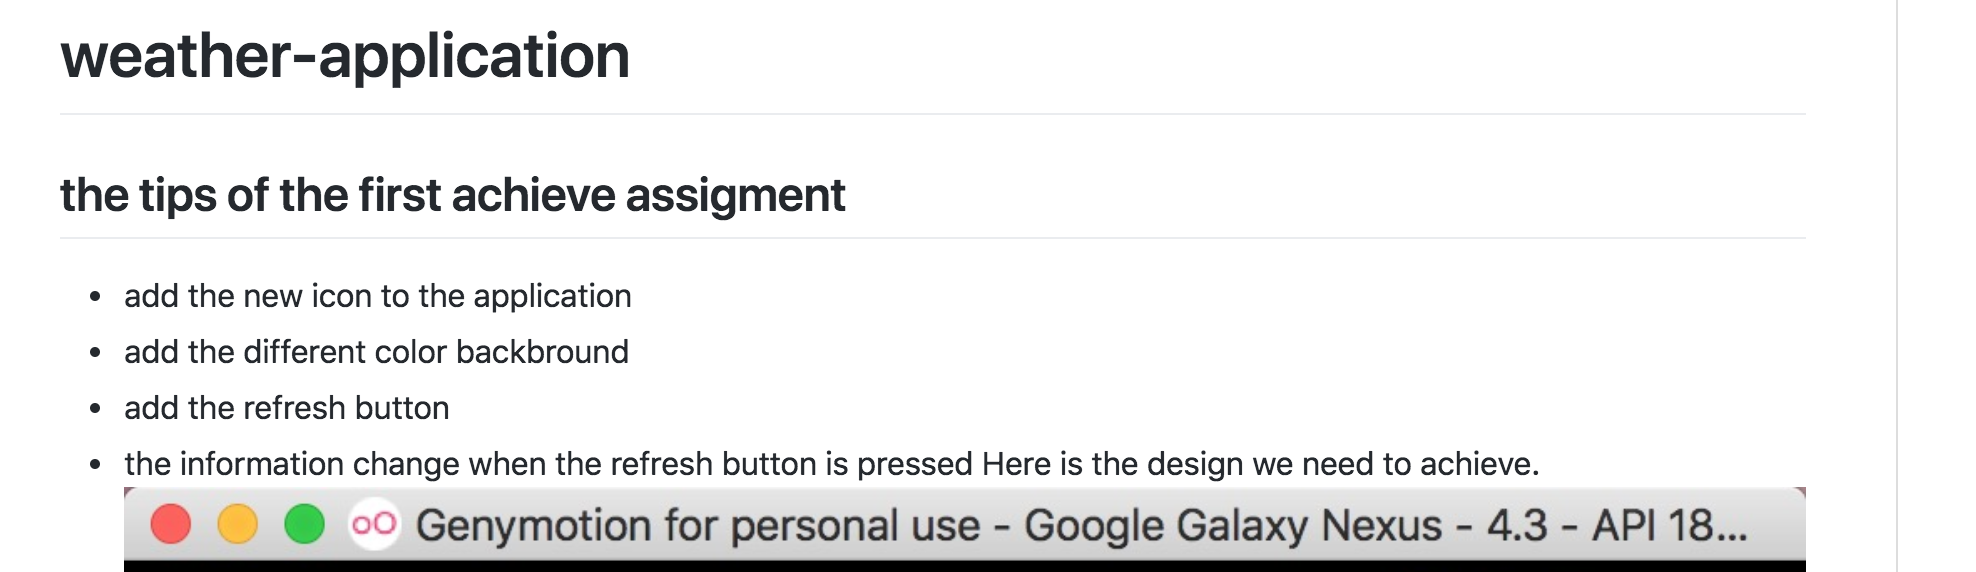 weather-application
the tips of the first achieve assigment
add the new icon to the application
add the different color backbround
add the refresh button
the information change when the refresh button is pressed Here is the design we need to achieve.
Genymotion for personal use - Google Galaxy Nexus - 4.3 - API 18...